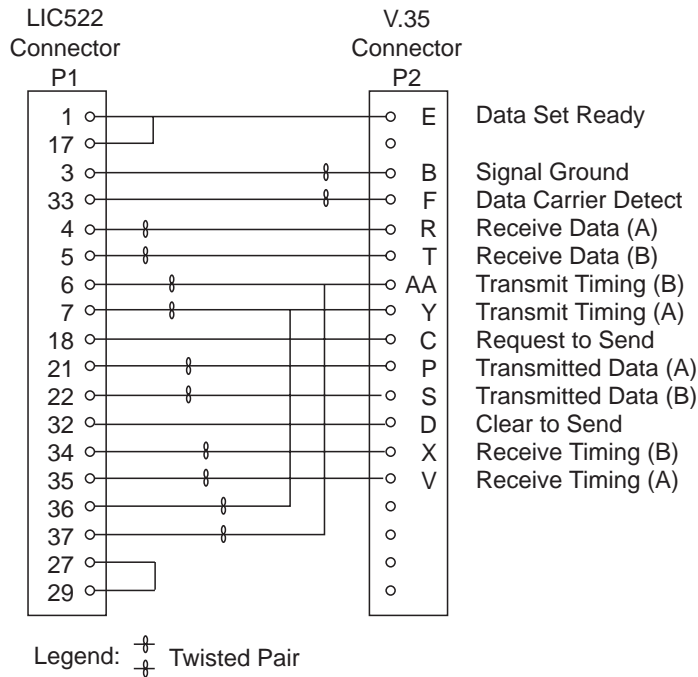 LIC522 Connector P1
V.35 Connector P2
1 E Data Set Ready
17
3 B Signal Ground
33 F Data Carrier Detect
4 R Receive Data (A)
5 T Receive Data (B)
6 AA Transmit Timing (B)
7 Y Transmit Timing (A)
18 C Request to Send
21 P Transmitted Data (A)
22 S Transmitted Data (B)
32 D Clear to Send
34 X Receive Timing (B)
35 V Receive Timing (A)
36
37
27
29
Legend: Twisted Pair